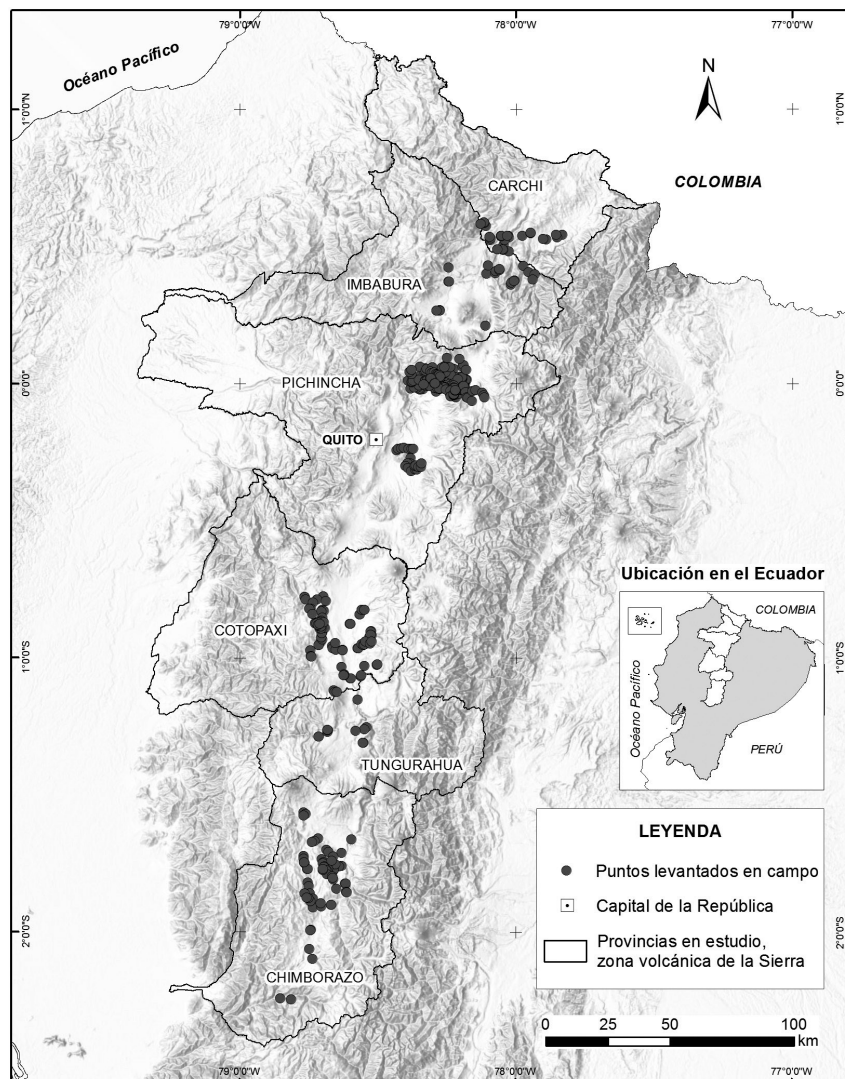 79°0'0"W
78°0'0"W
77°0'0"W
Océano Pacífico
N
1°0'0"N
1°0'0"N
COLOMBIA
CARCHI
IMBABURA
PICHINCHA
0°0'0"
0°0'0"
QUITO
Ubicación en el Ecuador
COLOMBIA
Océano Pacífico
PERÚ
COTOPAXI
1°0'0"S
1°0'0"S
TUNGURAHUA
LEYENDA
Puntos levantados en campo
Capital de la República
Provincias en estudio,
zona volcánica de la Sierra
2°0'0"S
2°0'0"S
CHIMBORAZO
0 25 50 100
km
79°0'0"W
78°0'0"W
77°0'0"W